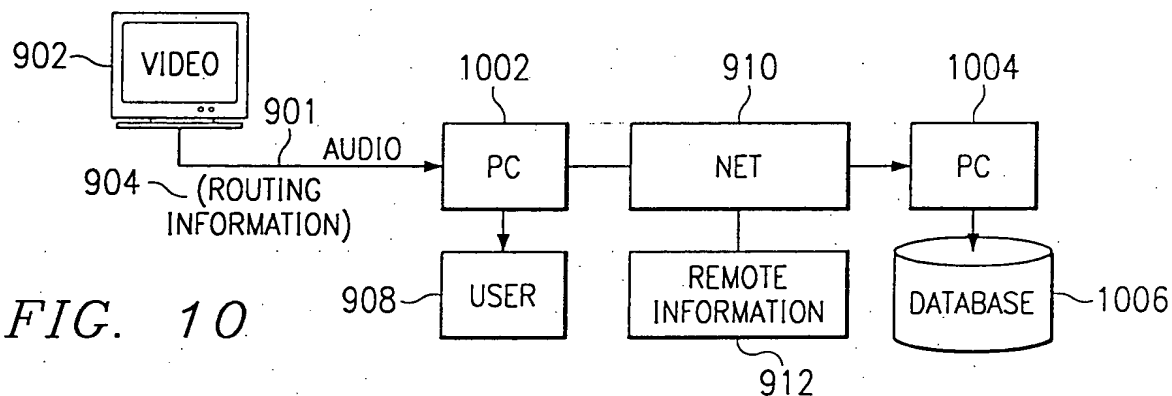 902
VIDEO
901
904
AUDIO
(ROUTING
INFORMATION)
1002
PC
908
USER
910
NET
REMOTE
INFORMATION
912
1004
PC
DATABASE
1006
FIG. 10